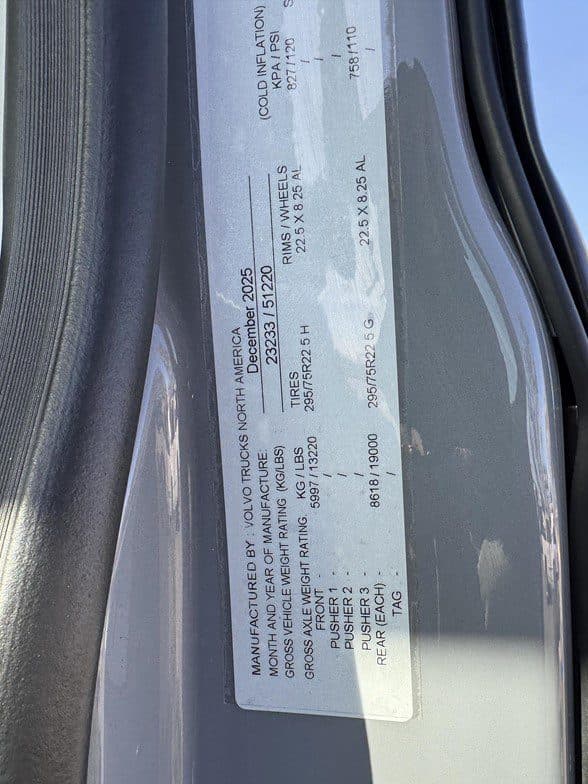 MANUFACTURED BY : VOLVO TRUCKS NORTH AMERICA
MONTH AND YEAR OF MANUFACTURE: December 2025
GROSS VEHICLE WEIGHT RATING (KG/LBS) 23233 / 51220
(COLD INFLATION)
GROSS AXLE WEIGHT RATING. KG / LBS TIRES RIMS / WHEELS KPA / PSI
FRONT - 5997 / 13220 295/75R22 5 H 22.5 X 8.25 AL 827 / 120
PUSHER 1 - / /
PUSHER 2 - / /
PUSHER 3 - / /
REAR (EACH) - 8618 / 19000 295/75R22 5 G 22.5 X 8.25 AL 758 / 110
TAG - / /